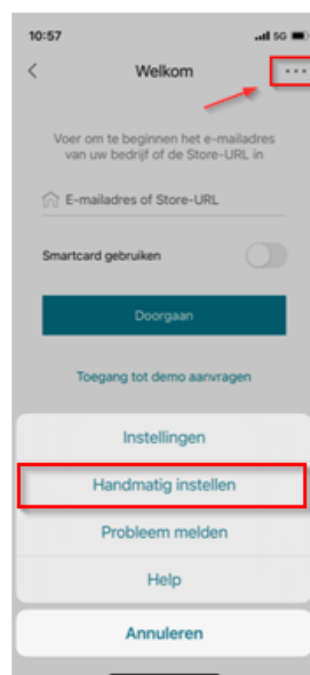 10:57
5G
Welkom
Voer om te beginnen het e-mailadres
van uw bedrijf of de Store-URL in
E-mailadres of Store-URL
Smartcard gebruiken
Doorgaan
Toegang tot demo aanvragen
Instellingen
Handmatig instellen
Probleem melden
Help
Annuleren